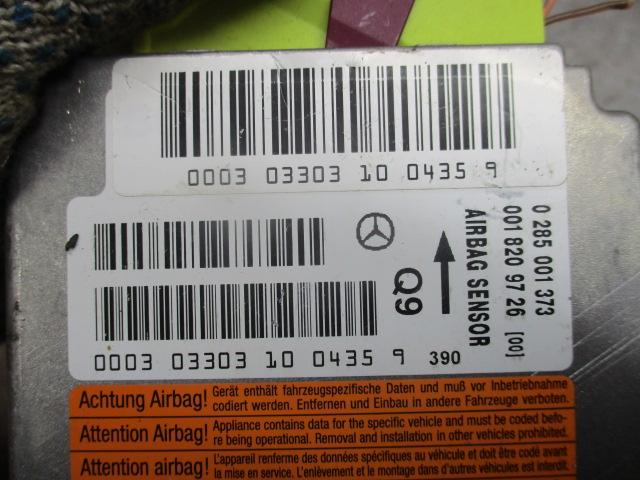 0003 03303 10 0435 9
0 285 001 373
001 820 97 26 [00]
AIRBAG SENSOR
Q9
0003 03303 10 0435 9 390
Achtung Airbag! Gerät enthält fahrzeugspezifische Daten und muß vor Inbetriebnahme
codiert werden. Entfernen und Einbau in andere Fahrzeuge verboten.
Attention Airbag! Appliance contains data for the specific vehicle and must be coded befo-
re being operational. Removal and installation in other vehicles prohibited.
Attention airbag! L'appareil renferme des données spécifiques au véhicule et doit être codé avant
la mise en service. L'enlèvement et le montage dans d'autres véhicules est interdit.